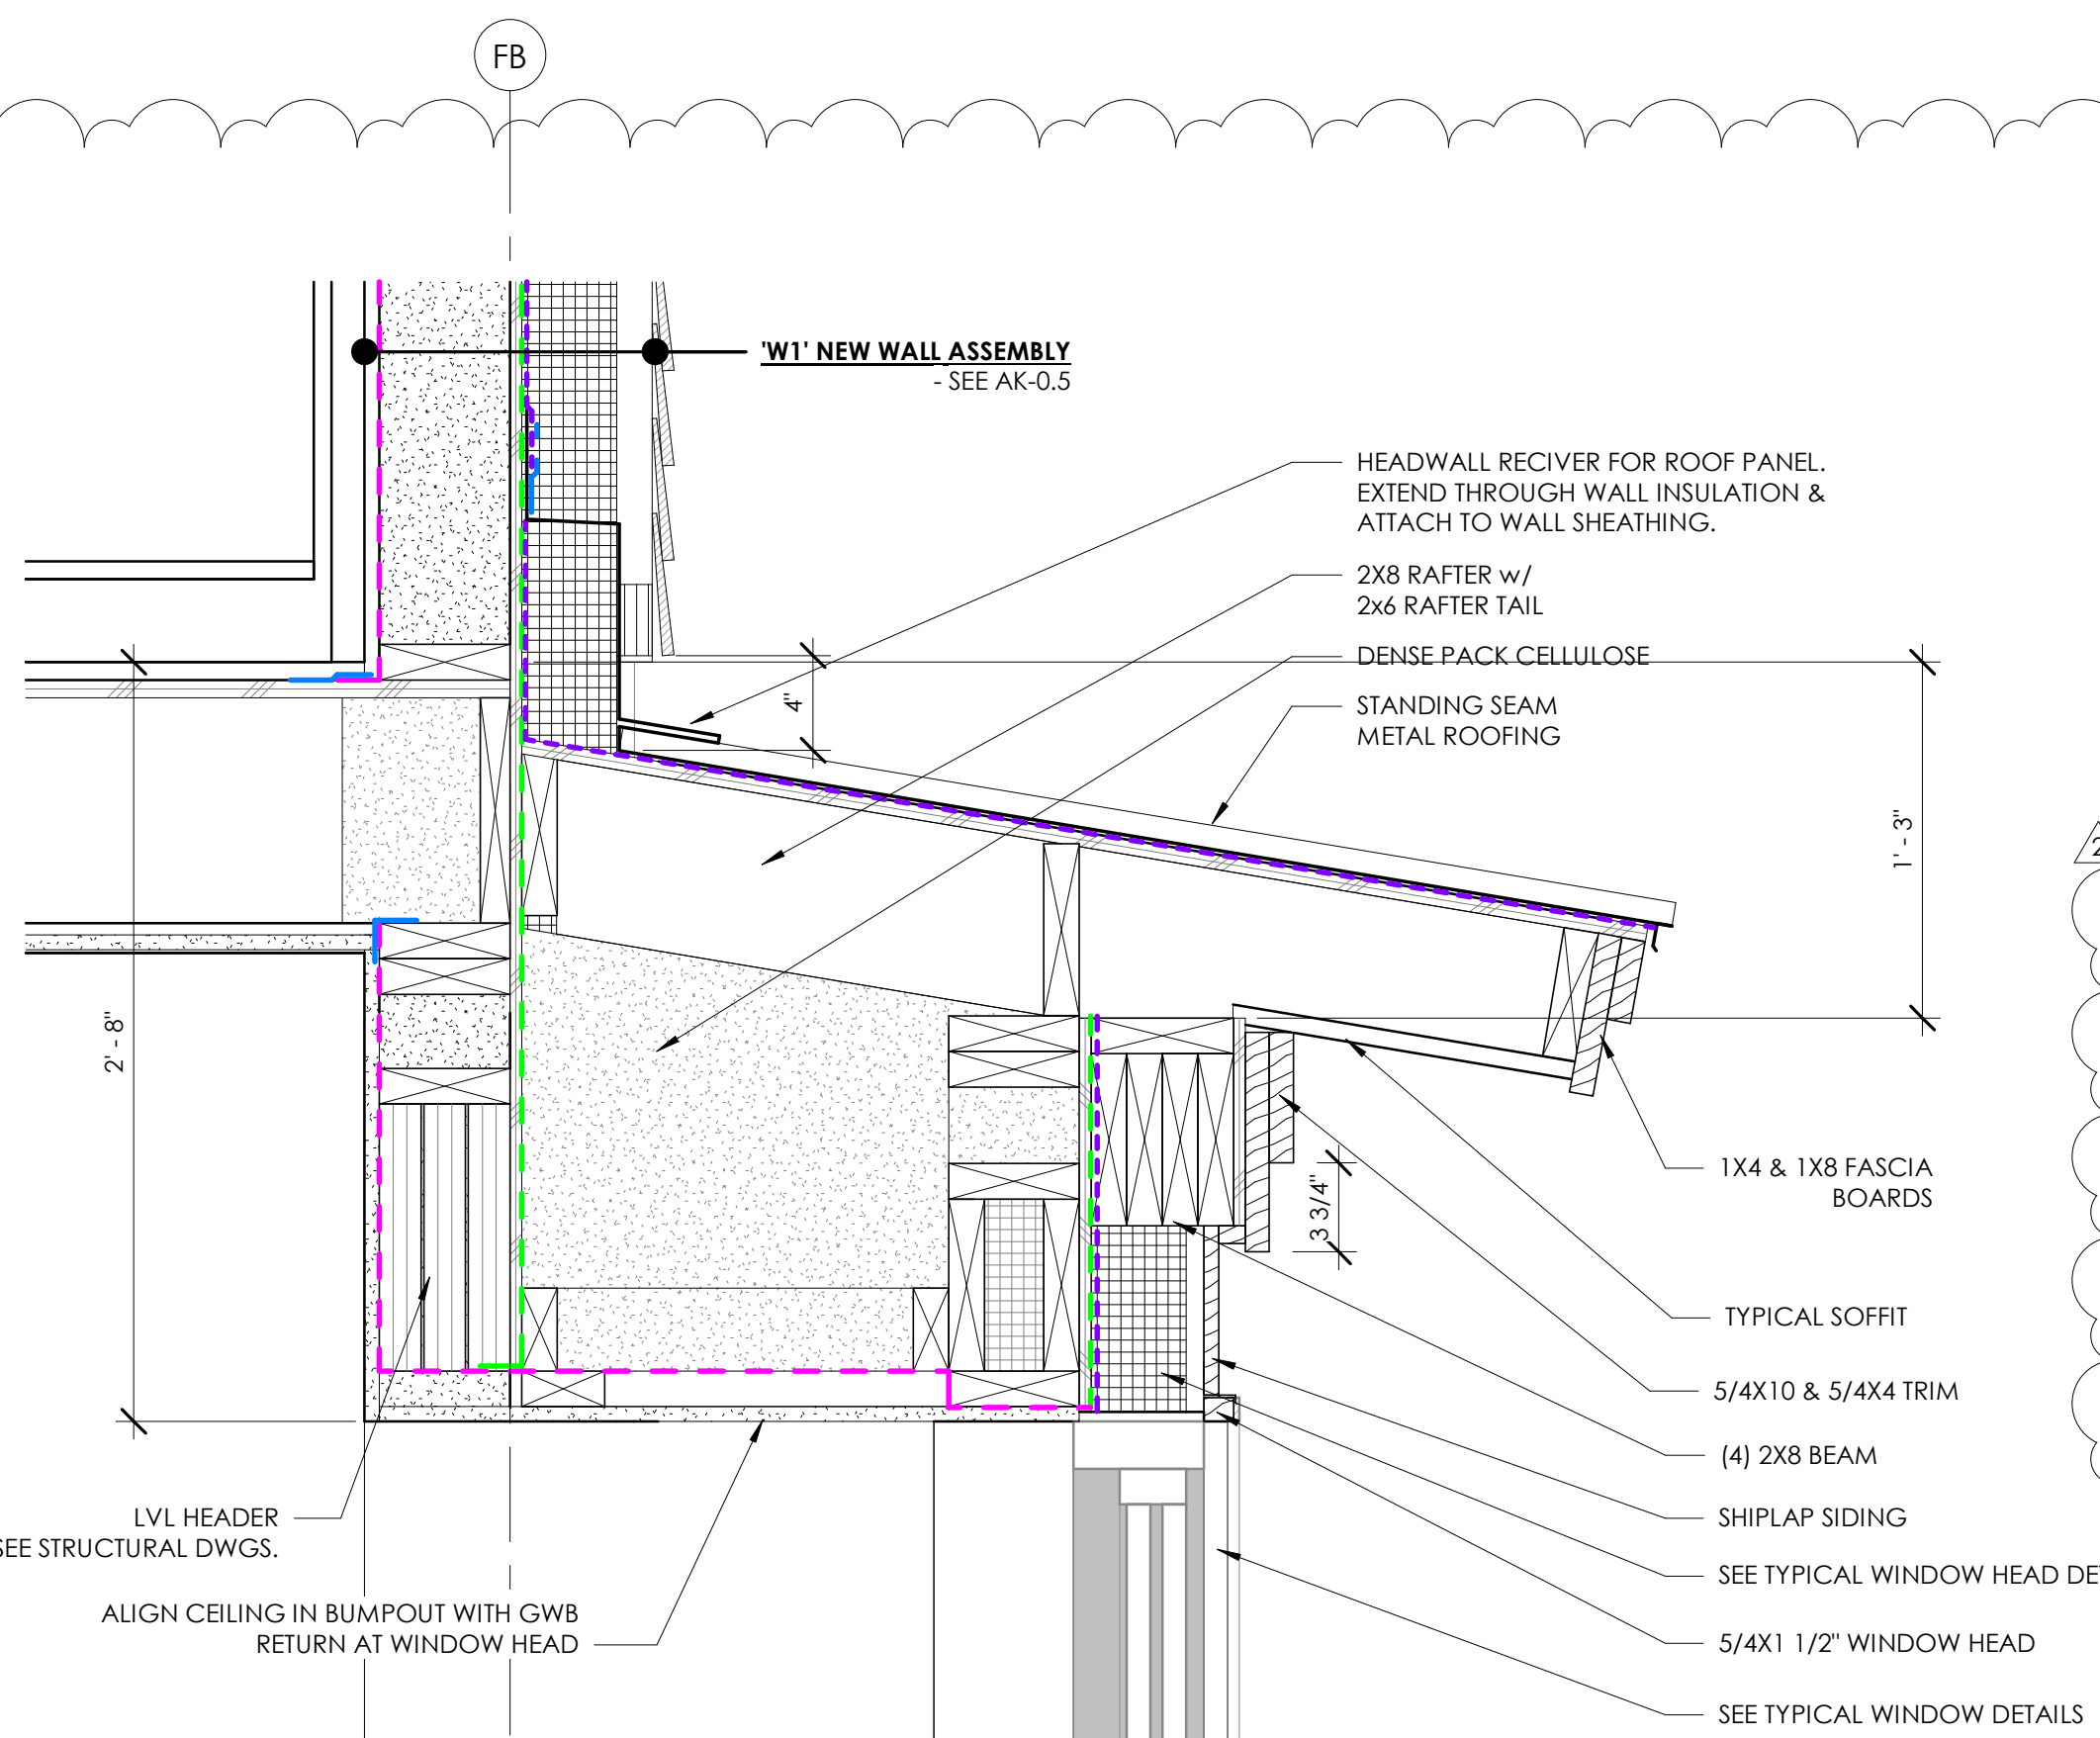 FB
'W1' NEW WALL ASSEMBLY
- SEE AK-0.5
HEADWALL RECIVER FOR ROOF PANEL.
EXTEND THROUGH WALL INSULATION &
ATTACH TO WALL SHEATHING.
2X8 RAFTER w/
2x6 RAFTER TAIL
DENSE PACK CELLULOSE
STANDING SEAM
METAL ROOFING
4"
1' - 3"
2
2' - 8"
3 3/4"
1X4 & 1X8 FASCIA
BOARDS
TYPICAL SOFFIT
5/4X10 & 5/4X4 TRIM
(4) 2X8 BEAM
SHIPLAP SIDING
SEE TYPICAL WINDOW HEAD
5/4X1 1/2" WINDOW HEAD
SEE TYPICAL WINDOW DETAILS
LVL HEADER
SEE STRUCTURAL DWGS.
ALIGN CEILING IN BUMPOUT WITH GWB
RETURN AT WINDOW HEAD